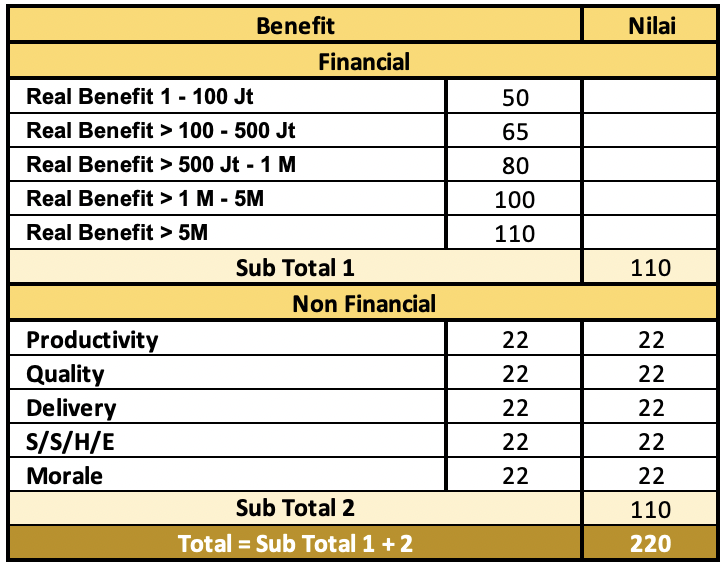 Benefit Nilai
Financial
Real Benefit 1 - 100 Jt 50
Real Benefit > 100 - 500 Jt 65
Real Benefit > 500 Jt - 1 M 80
Real Benefit > 1 M - 5M 100
Real Benefit > 5M 110
Sub Total 1 110
Non Financial
Productivity 22 22
Quality 22 22
Delivery 22 22
S/S/H/E 22 22
Morale 22 22
Sub Total 2 110
Total = Sub Total 1 + 2 220